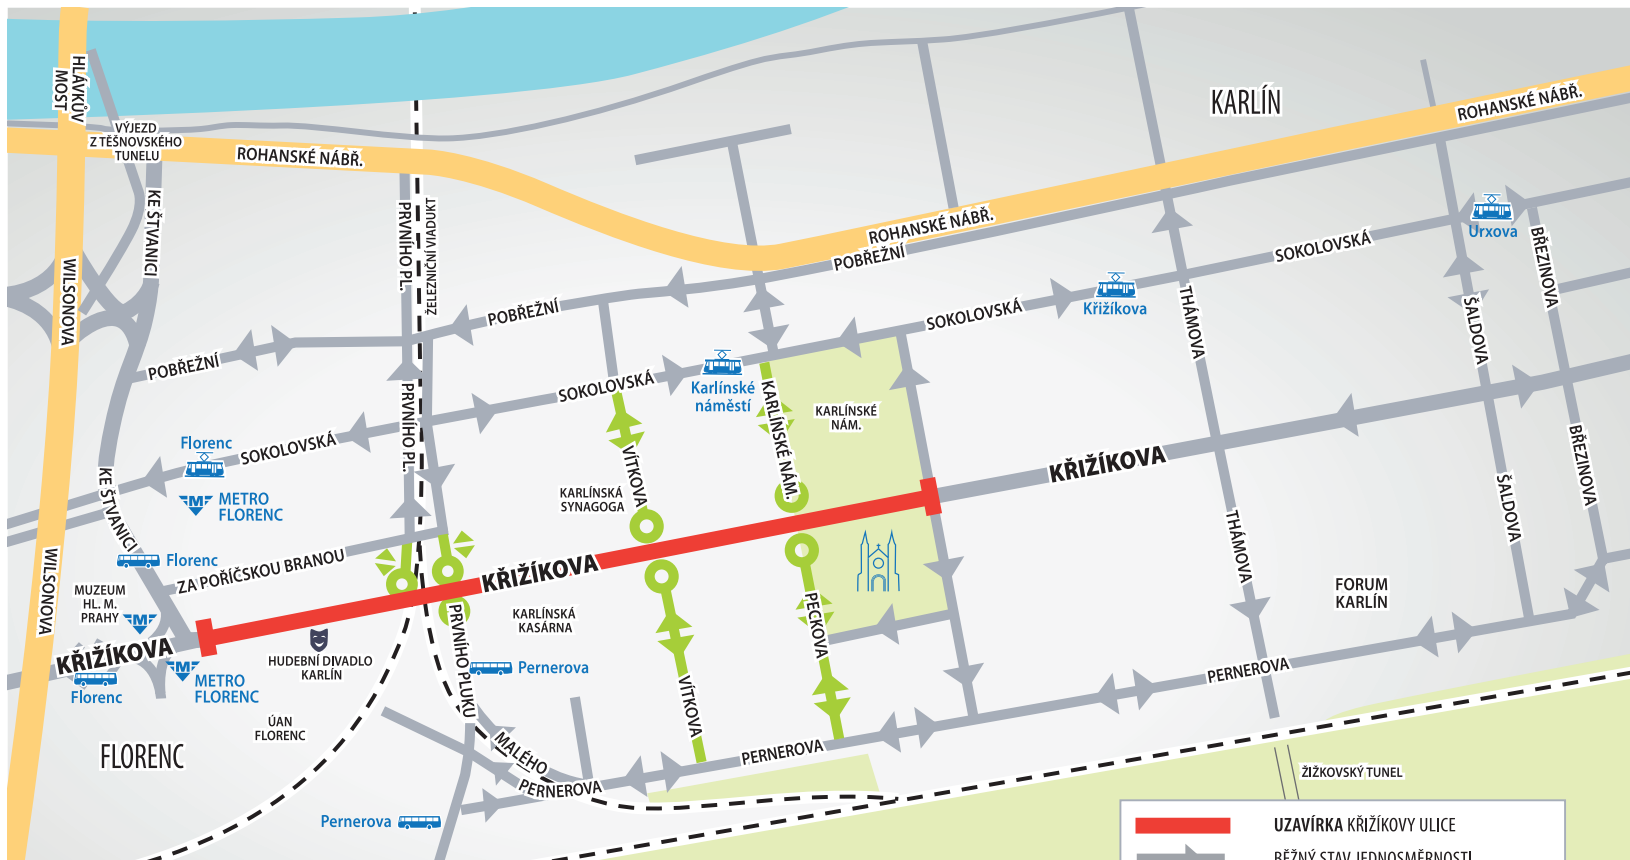 HLÁVKŮV
MOST
VÝJEZD
Z TĚŠNOVSKÉHO
TUNELU
ROHANSKÉ NÁBŘ.
KARLÍN
ROHANSKÉ NÁBŘ.
KE ŠTVANICI
PRVNÍHO PL.
ŽELEZNIČNÍ VIADUKT
ROHANSKÉ NÁBŘ.
POBŘEŽNÍ
Urxova
BŘEZINOVA
SOKOLOVSKÁ
WILSONOVA
POBŘEŽNÍ
SOKOLOVSKÁ
Křižíkova
THÁMOVA
ŠALDOVA
POBŘEŽNÍ
PRVNÍHO PL.
SOKOLOVSKÁ
Karlínské
náměstí
KARLÍNSKÉ NÁM.
KARLÍNSKÉ
NÁM.
Florenc
SOKOLOVSKÁ
VÍTKOVA
KŘIŽÍKOVA
BŘEZINOVA
KE ŠTVANICI
METRO
FLORENC
KARLÍNSKÁ
SYNAGOGA
ŠALDOVA
THÁMOVA
WILSONOVA
Florenc
ZA POŘÍČSKOU BRANOU
KŘIŽÍKOVA
MUZEUM
HL. M.
PRAHY
PRVNÍHO PLUKU
KARLÍNSKÁ
KASÁRNA
PECKOVA
FORUM
KARLÍN
KŘIŽÍKOVA
HUDEBNÍ DIVADLO
KARLÍN
Pernerova
METRO
FLORENC
Florenc
VÍTKOVA
PERNEROVA
ÚAN
FLORENC
FLORENC
MALÉHO
PERNEROVA
PERNEROVA
ŽIŽKOVSKÝ TUNEL
Pernerova
UZAVÍRKA KŘIŽÍKOVY ULICE
BĚŽNÝ STAV JEDNOSMĚRNOSTI